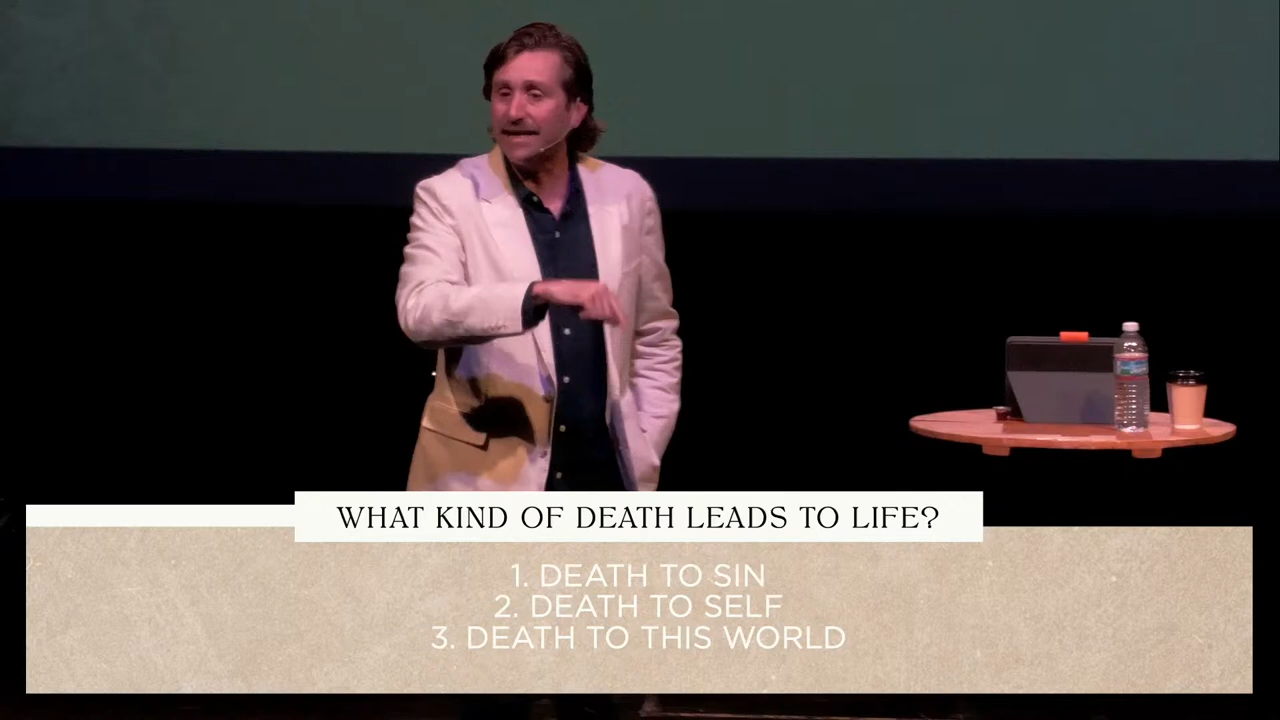 WHAT KIND OF DEATH LEADS TO LIFE?
1. DEATH TO SIN
2. DEATH TO SELF
3. DEATH TO THIS WORLD